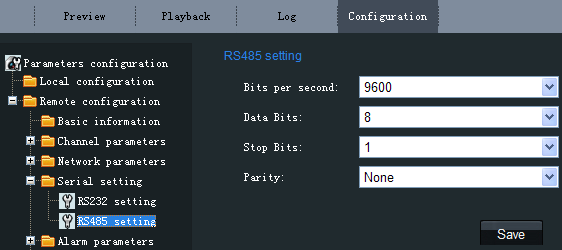 Preview Playback Log Configuration
Parameters configuration
Local configuration
Remote configuration
Basic information
Channel parameters
Network parameters
Serial setting
RS232 setting
RS485 setting
Alarm parameters
RS485 setting
Bits per second: 9600
Data Bits: 8
Stop Bits: 1
Parity: None
Save